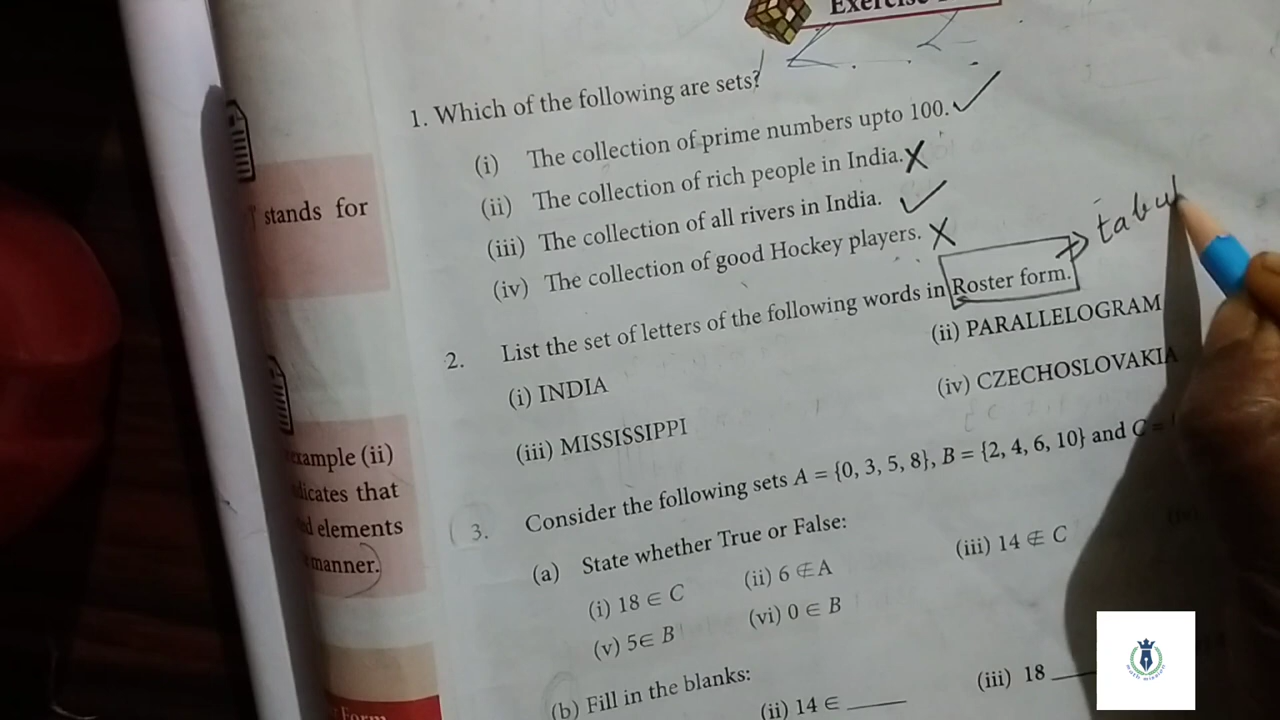 1. Which of the following are sets?
(i) The collection of prime numbers upto 100. ✓
(ii) The collection of rich people in India. X
(iii) The collection of all rivers in India. ✓
(iv) The collection of good Hockey players. X
2. List the set of letters of the following words in Roster form.
(i) INDIA (ii) PARALLELOGRAM
(iii) MISSISSIPPI (iv) CZECHOSLOVAKIA
3. Consider the following sets A = {0, 3, 5, 8}, B = {2, 4, 6, 10} and C =
(a) State whether True or False:
(i) 18 ∈ C (ii) 6 ∉ A (iii) 14 ∉ C
(v) 5∈ B (vi) 0 ∈ B
(b) Fill in the blanks:
(ii) 14 ∈ ______ (iii) 18 ____
stands for
example (ii)
elements
manner.
Form